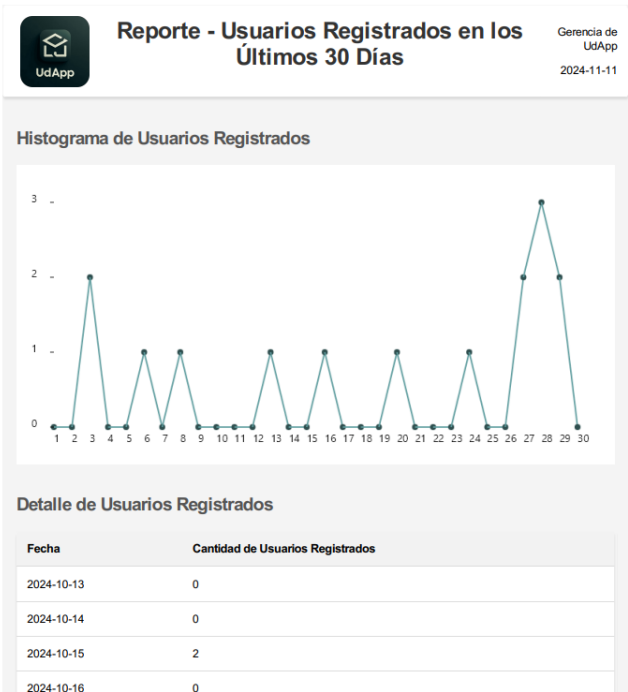 UdApp
Reporte - Usuarios Registrados en los
Últimos 30 Días
Gerencia de
UdApp
2024-11-11
Histograma de Usuarios Registrados
3
2
1
0
1 2 3 4 5 6 7 8 9 10 11 12 13 14 15 16 17 18 19 20 21 22 23 24 25 26 27 28 29 30
Detalle de Usuarios Registrados
Fecha Cantidad de Usuarios Registrados
2024-10-13 0
2024-10-14 0
2024-10-15 2
2024-10-16 0